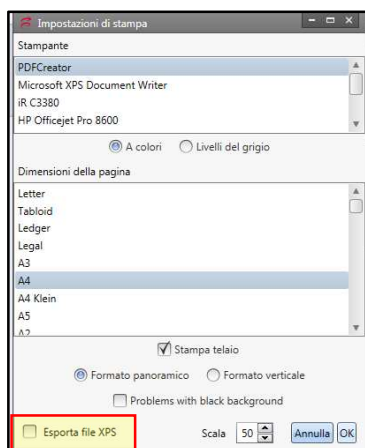 Impostazioni di stampa
Stampante
PDFCreator
Microsoft XPS Document Writer
iR C3380
HP Officejet Pro 8600
A colori Livelli del grigio
Dimensioni della pagina
Letter
Tabloid
Ledger
Legal
A3
A4
A4 Klein
A5
A2
Stampa telaio
Formato panoramico Formato verticale
Problems with black background
Esporta file XPS Scala 50 Annulla OK